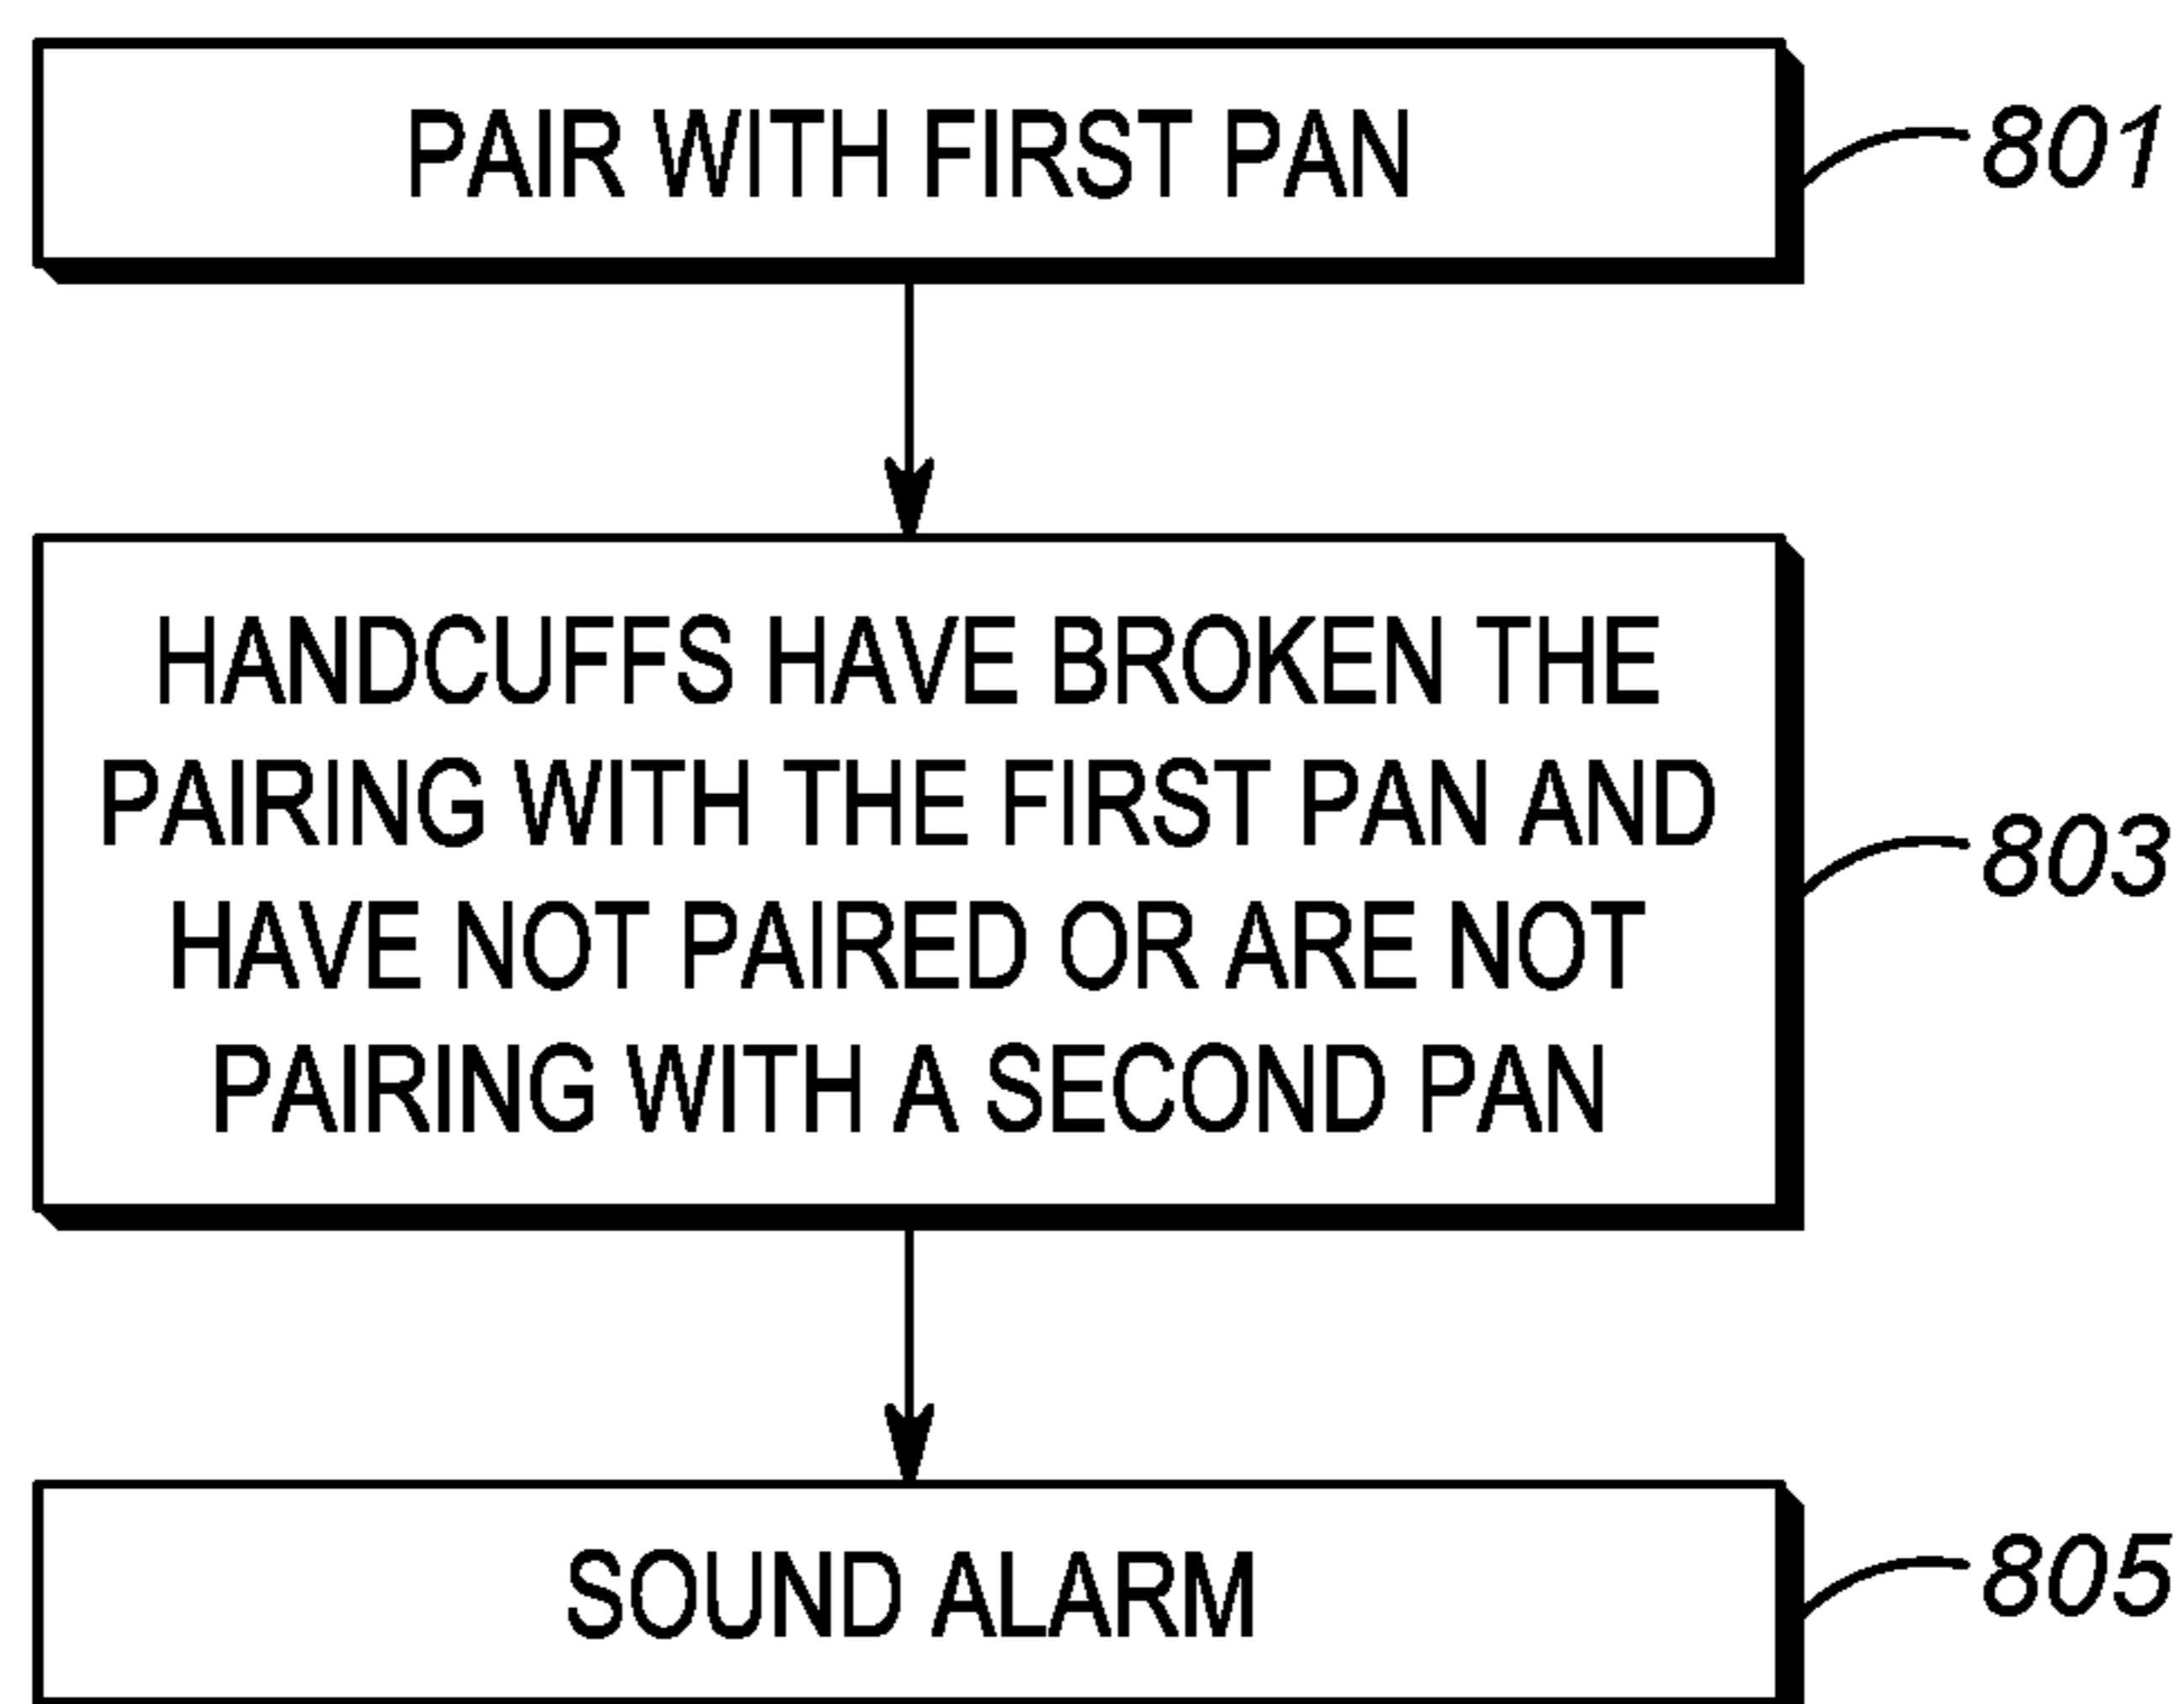 PAIR WITH FIRST PAN
801
HANDCUFFS HAVE BROKEN THE
PAIRING WITH THE FIRST PAN AND
HAVE NOT PAIRED OR ARE NOT
PAIRING WITH A SECOND PAN
803
SOUND ALARM
805